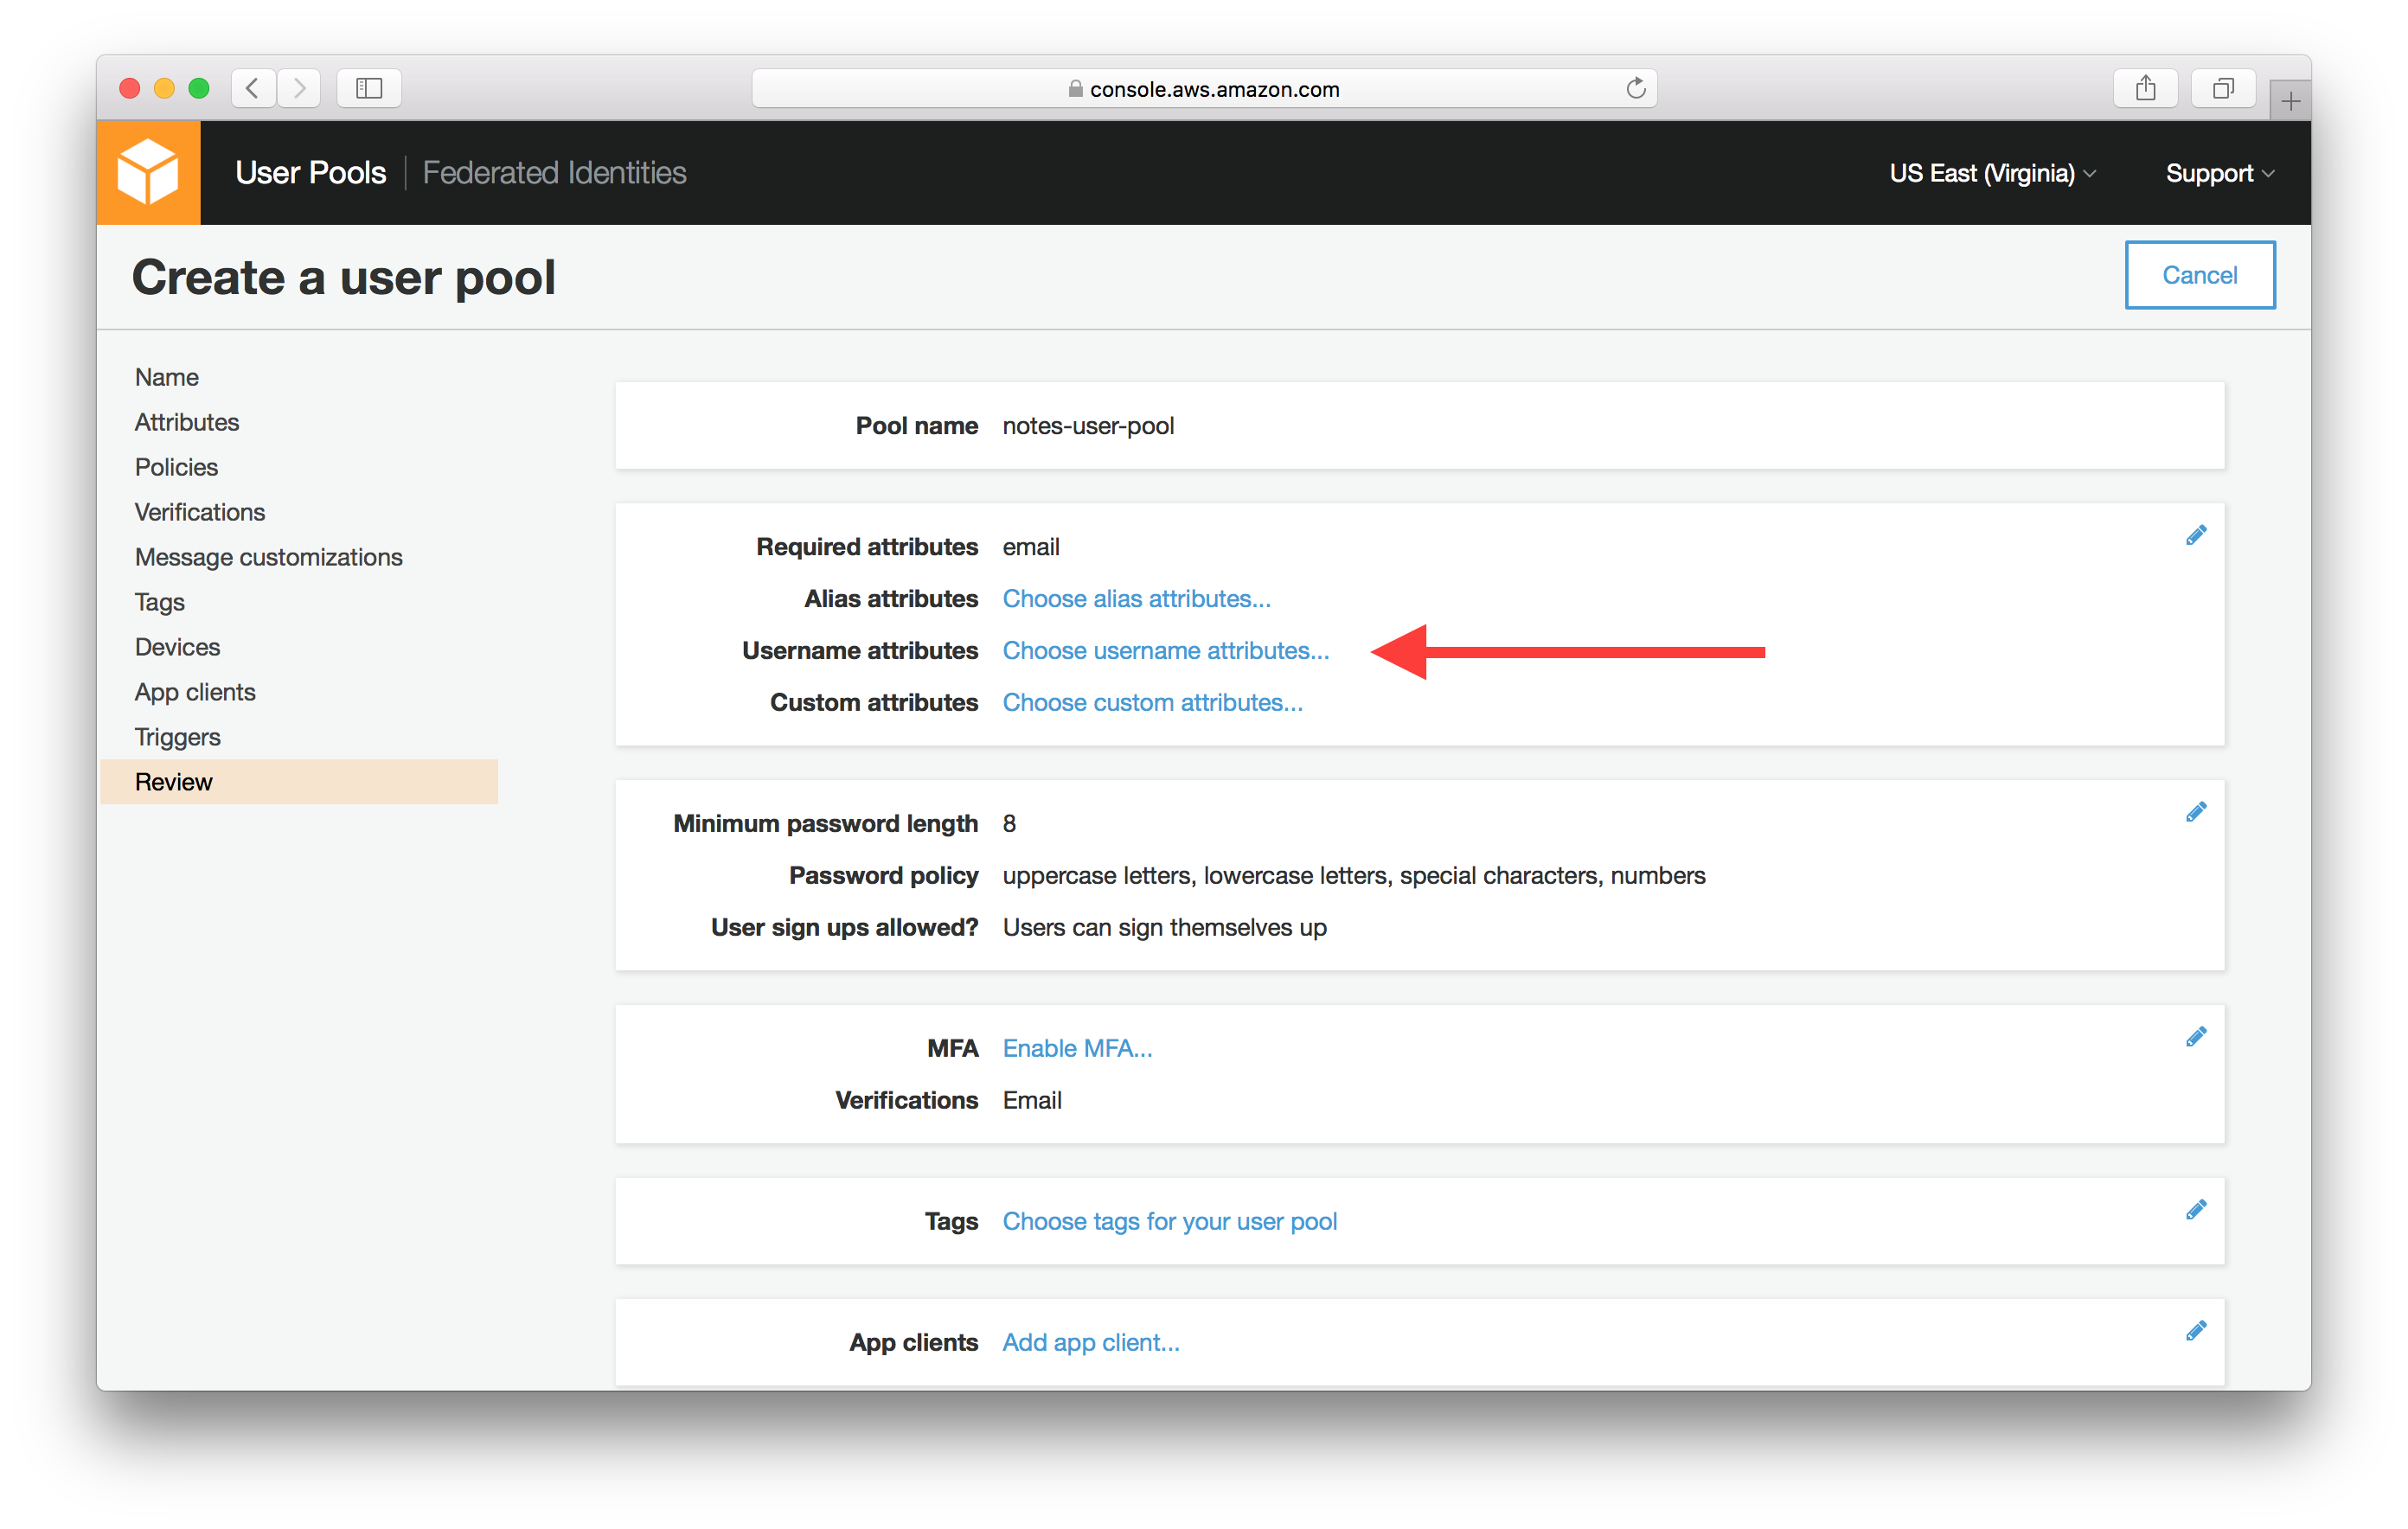 console.aws.amazon.com
User Pools
Federated Identities
US East (Virginia)
Support
Create a user pool
Cancel
Name
Attributes
Policies
Verifications
Message customizations
Tags
Devices
App clients
Triggers
Review
Pool name notes-user-pool
Required attributes email
Alias attributes Choose alias attributes...
Username attributes Choose username attributes...
Custom attributes Choose custom attributes...
Minimum password length 8
Password policy uppercase letters, lowercase letters, special characters, numbers
User sign ups allowed? Users can sign themselves up
MFA Enable MFA...
Verifications Email
Tags Choose tags for your user pool
App clients Add app client...